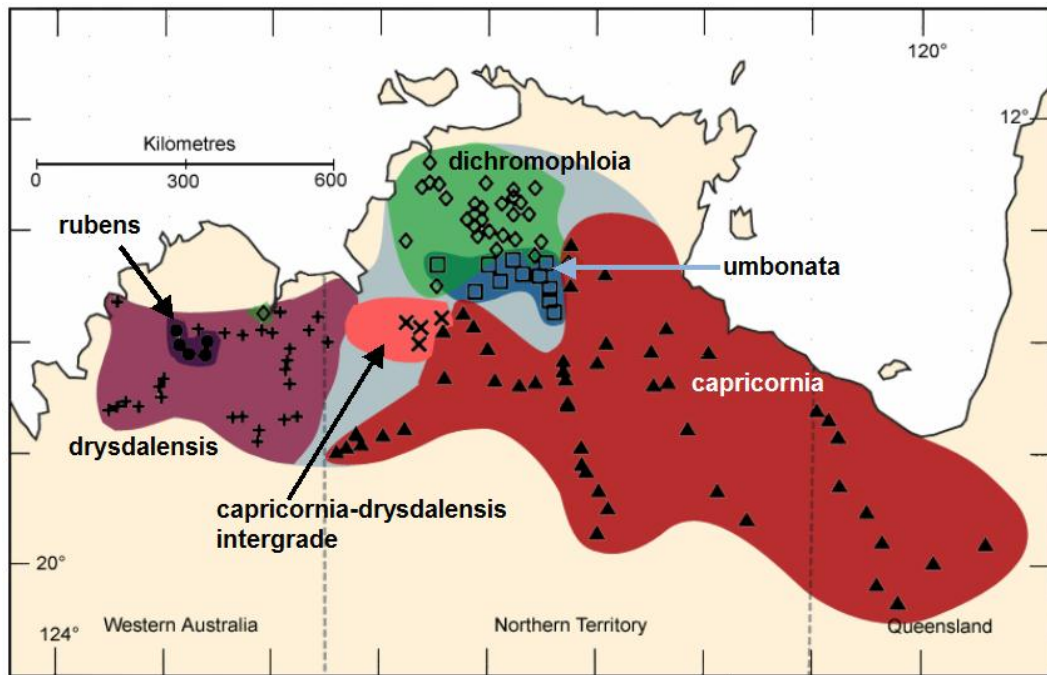 120°
12°
Kilometres
0 300 600
dichromophloia
rubens
umbonata
capricornia
drysdalensis
capricornia-drysdalensis
intergrade
20°
124°
Western Australia
Northern Territory
Queensland